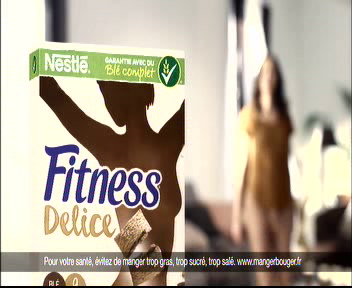 Nestlé
GARANTIE AVEC DU
Blé complet
Fitness
Delice
Pour votre santé, évitez de manger trop gras, trop sucré, trop salé. www.mangerbouger.fr
BLÉ